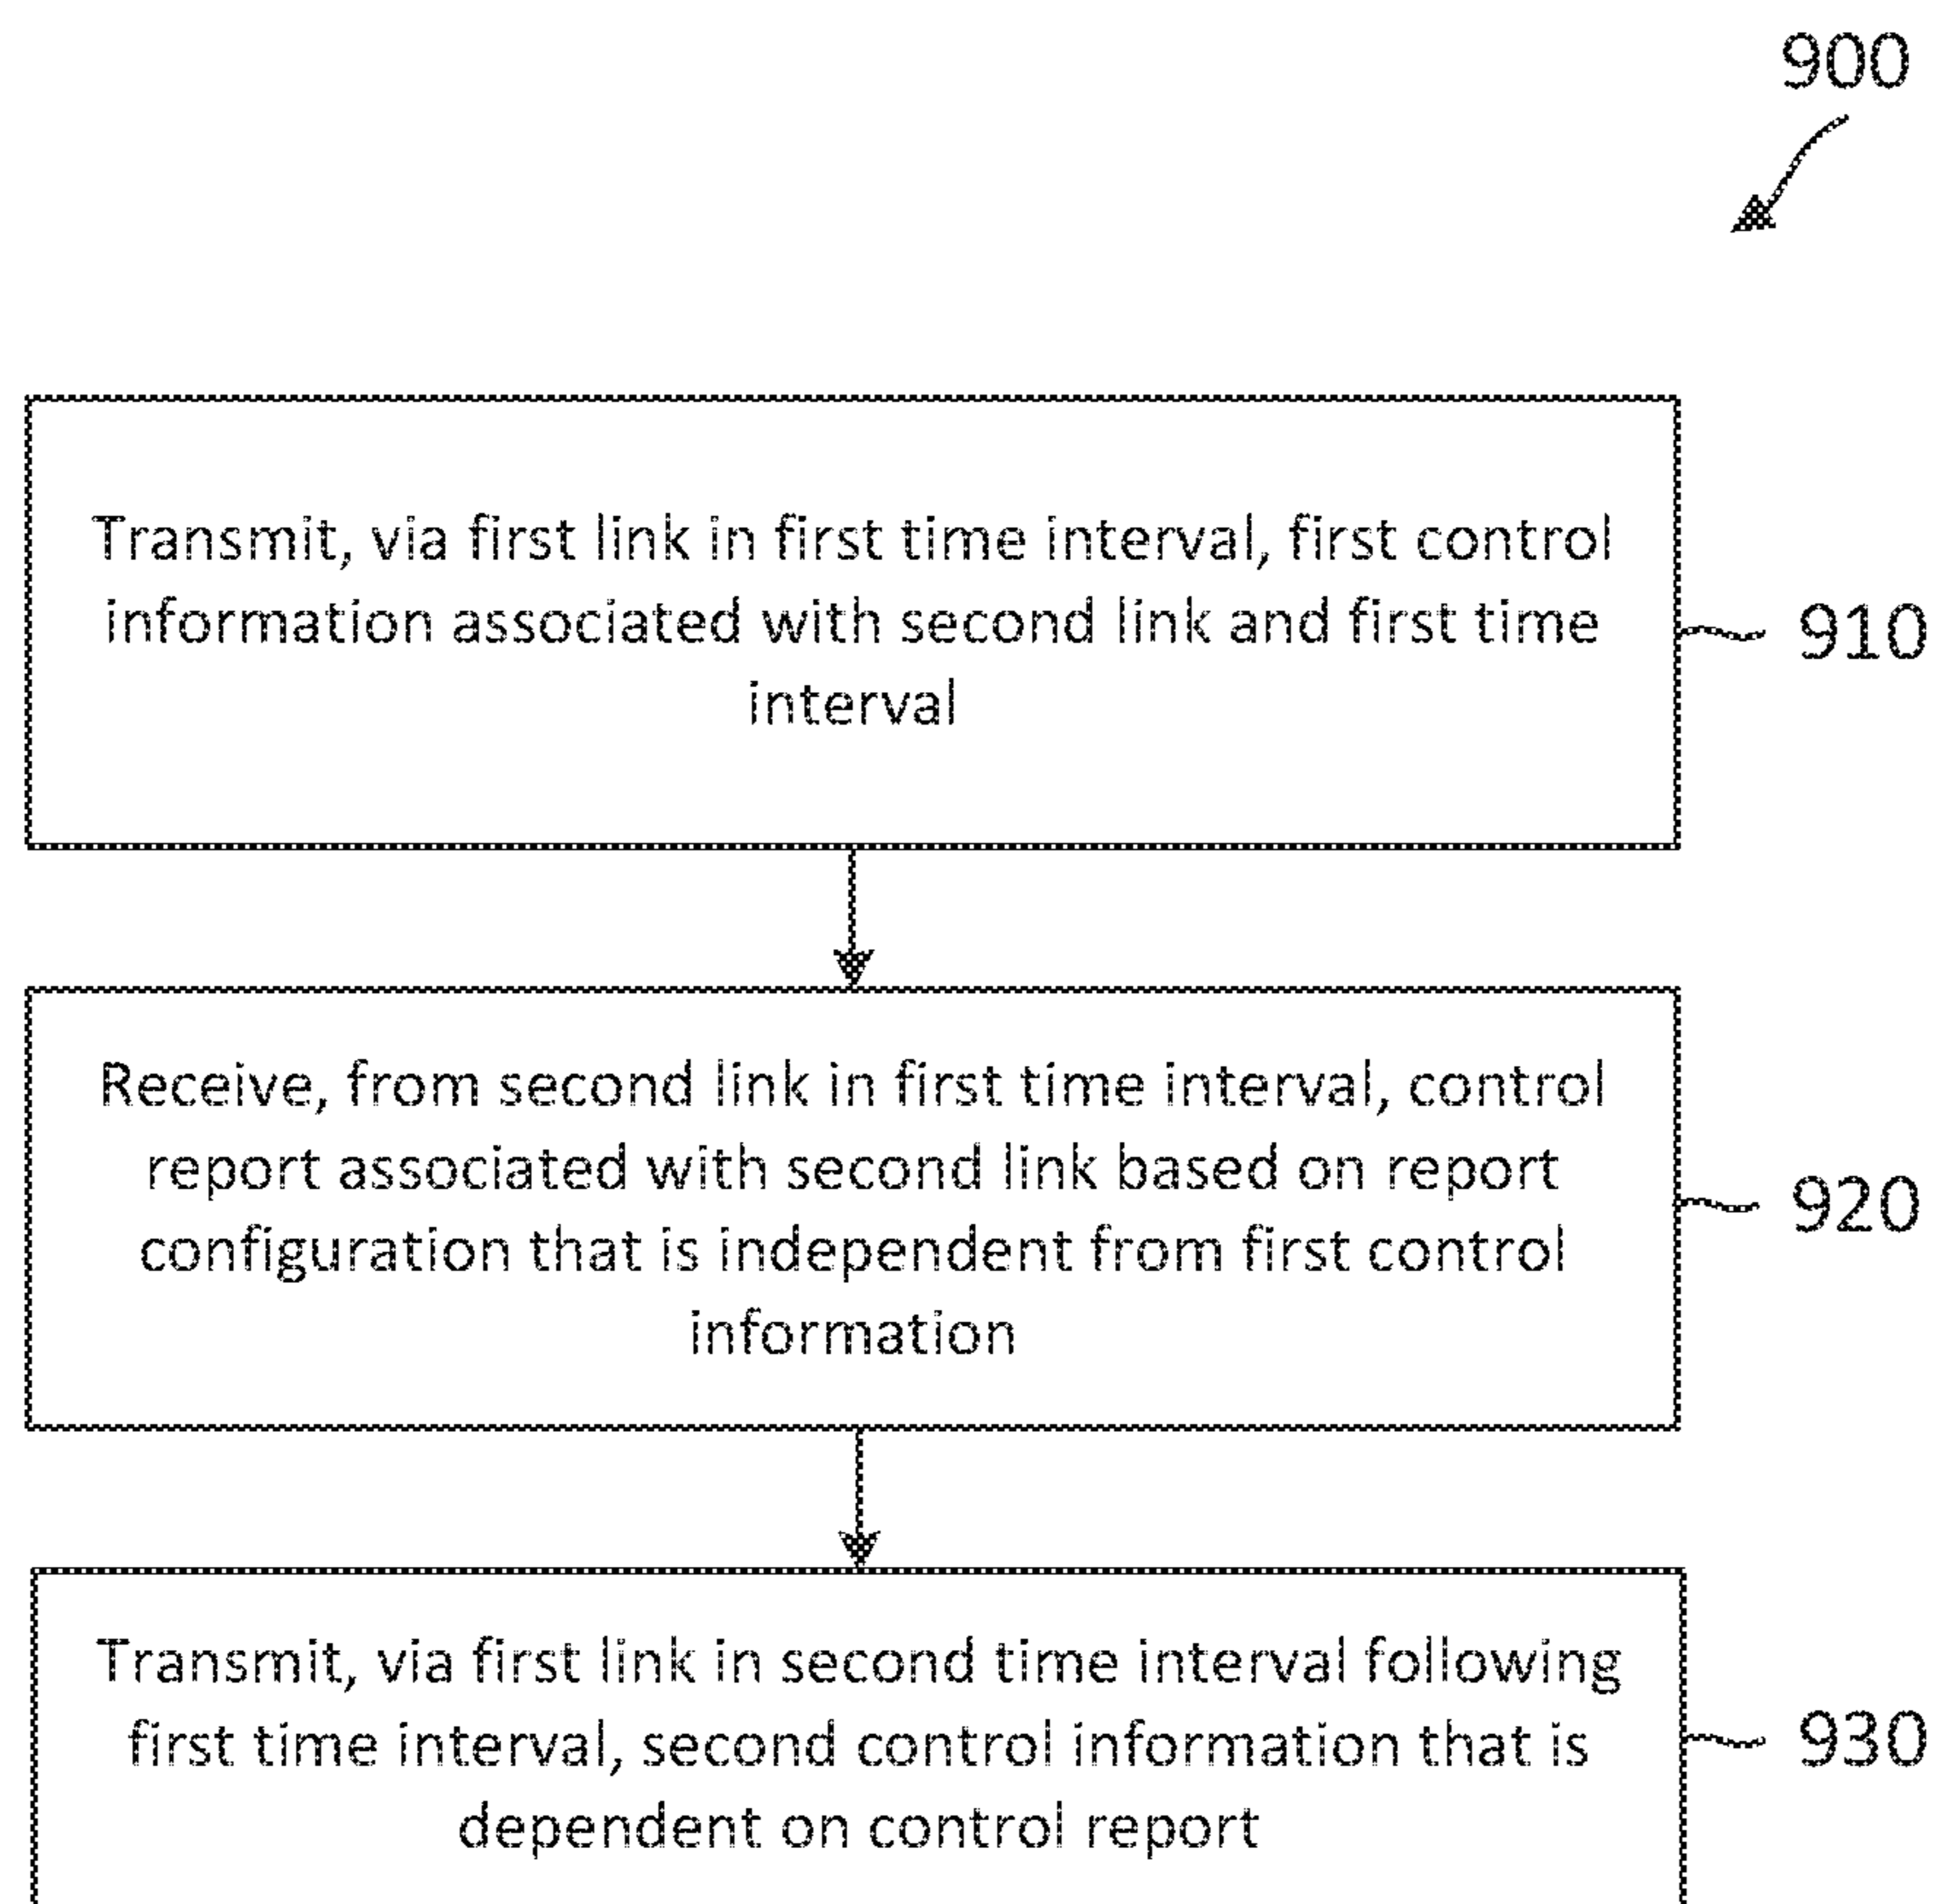 900
Transmit, via first link in first time interval, first control
information associated with second link and first time
interval
910
Receive, from second link in first time interval, control
report associated with second link based on report
configuration that is independent from first control
information
920
Transmit, via first link in second time interval following
first time interval, second control information that is
dependent on control report
930